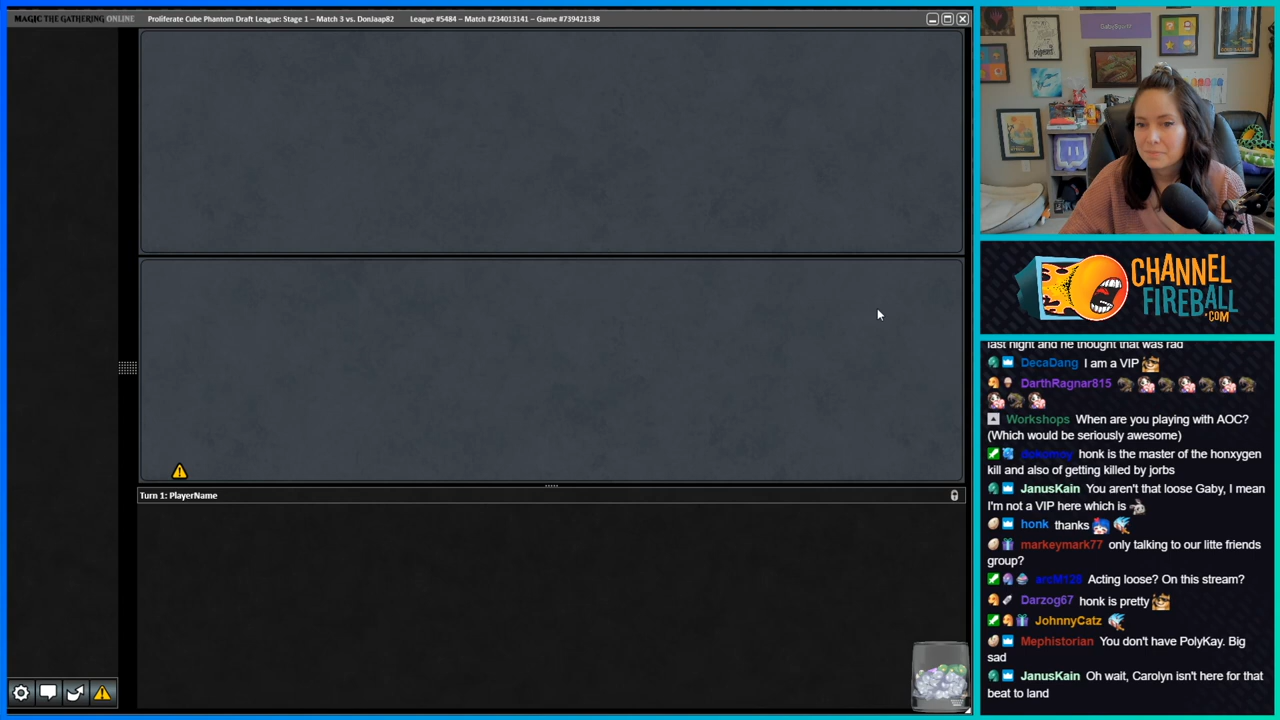 MAGIC THE GATHERING ONLINE Proliferate Cube Phantom Draft League: Stage 1 – Match 3 vs. DonJaap82 League #5484 – Match #234013141 – Game #739421338
Turn 1: PlayerName
CHANNEL
FIREBALL
.COM
last night and he thought that was rad
DecaDang I am a VIP
DarthRagnar815
Workshops When are you playing with AOC?
(Which would be seriously awesome)
honk is the master of the honxygen
kill and also of getting killed by jorbs
JanusKain You aren't that loose Gaby, I mean
I'm not a VIP here which is
honk thanks
markeymark77 only talking to our litte friends
group?
arcM128 Acting loose? On this stream?
Darzog67 honk is pretty
JohnnyCatz
Mephistorian You don't have PolyKay. Big
sad
JanusKain Oh wait, Carolyn isn't here for that
beat to land